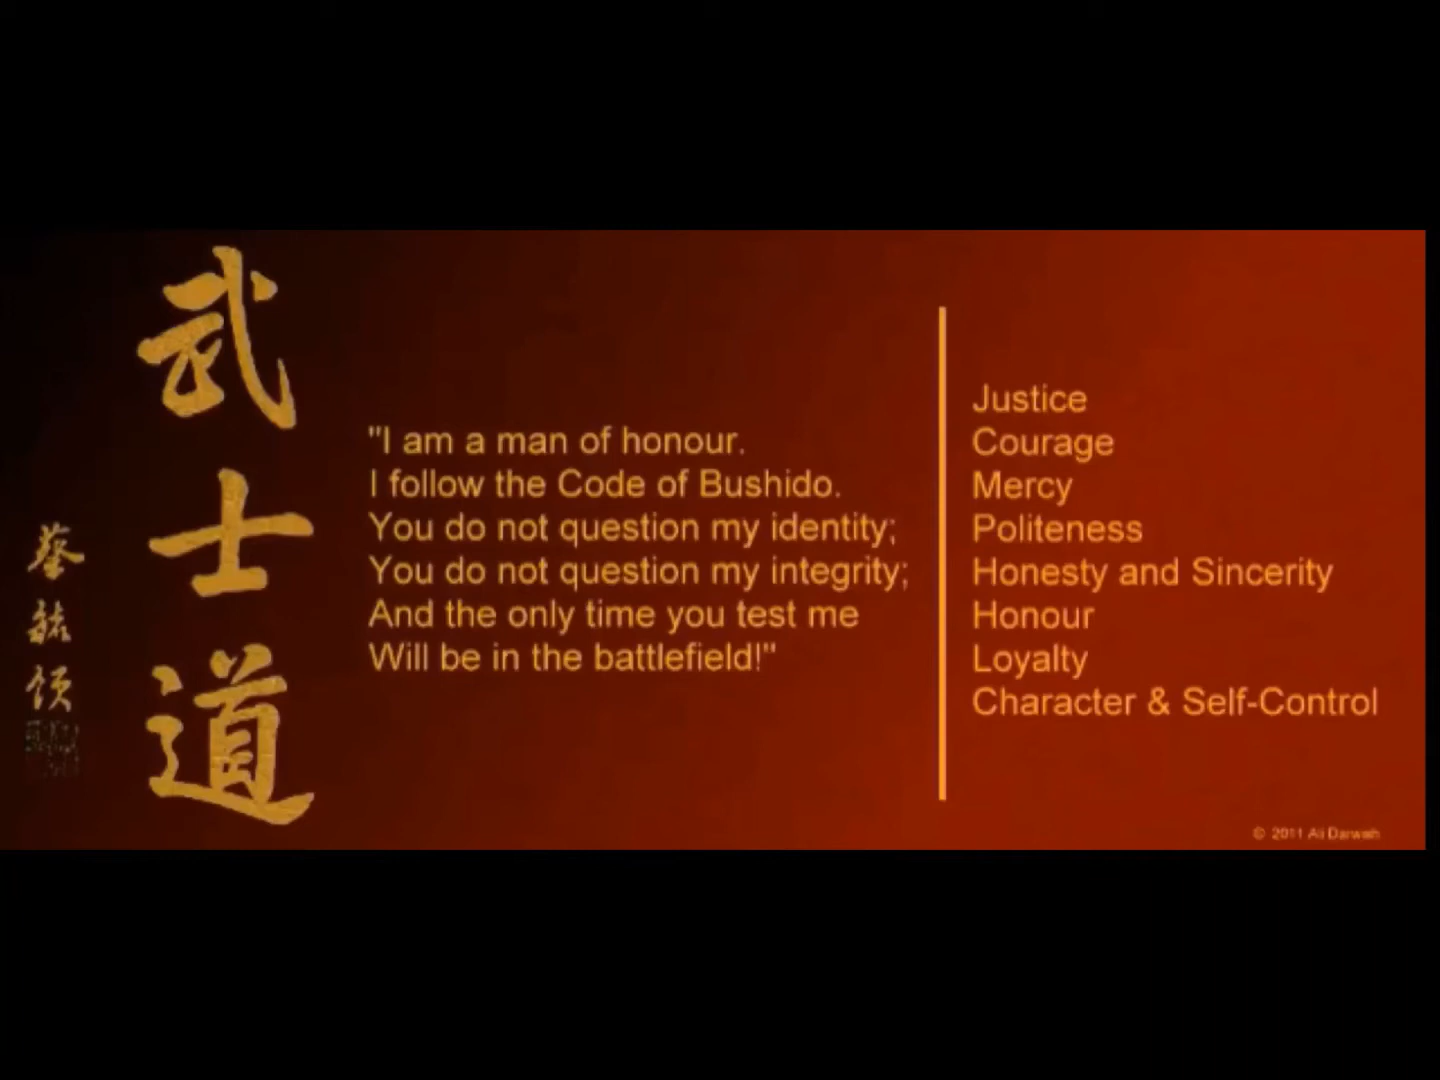 武士道
"I am a man of honour.
I follow the Code of Bushido.
You do not question my identity;
You do not question my integrity;
And the only time you test me
Will be in the battlefield!"
Justice
Courage
Mercy
Politeness
Honesty and Sincerity
Honour
Loyalty
Character & Self-Control
© 2011 Ali Darwish